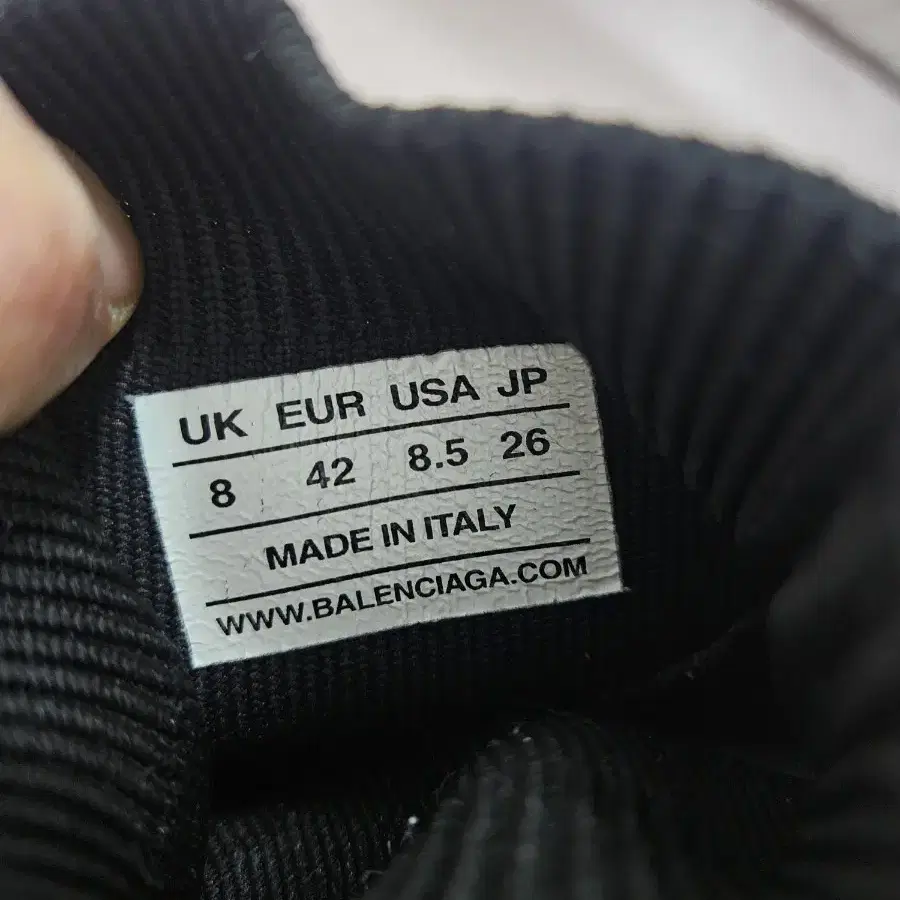 UK EUR USA JP
8 42 8.5 26
MADE IN ITALY
WWW.BALENCIAGA.COM